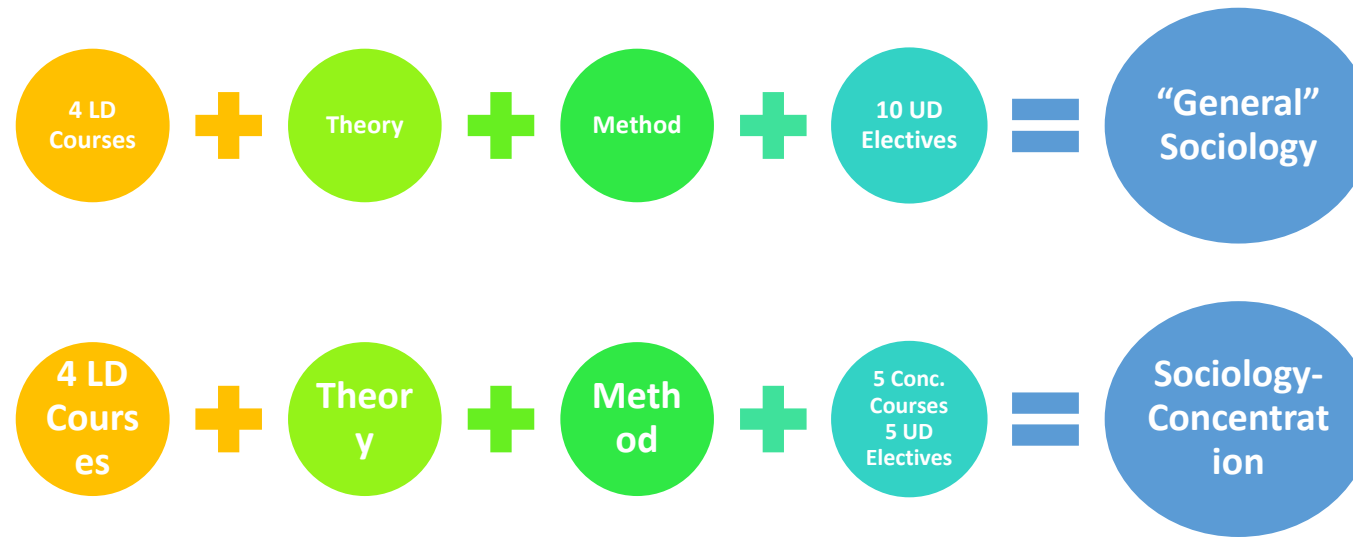 4 LD
Courses
Theory
Method
10 UD
Electives
“General”
Sociology
4 LD
Cours
es
Theor
y
Meth
od
5 Conc.
Courses
5 UD
Electives
Sociology-
Concentrat
ion